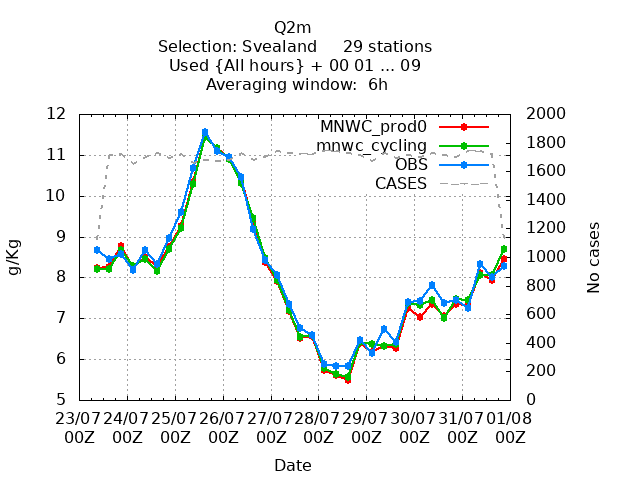 Q2m
Selection: Svealand     29 stations
Used {All hours} + 00 01 ... 09
Averaging window:  6h
MNWC_prod0
mnwc_cycling
OBS
CASES
g/Kg
12
11
10
9
8
7
6
5
2000
1800
1600
1400
1200
1000
800
600
400
200
0
No cases
23/07 24/07 25/07 26/07 27/07 28/07 29/07 30/07 31/07 01/08
00Z 00Z 00Z 00Z 00Z 00Z 00Z 00Z 00Z 00Z
Date